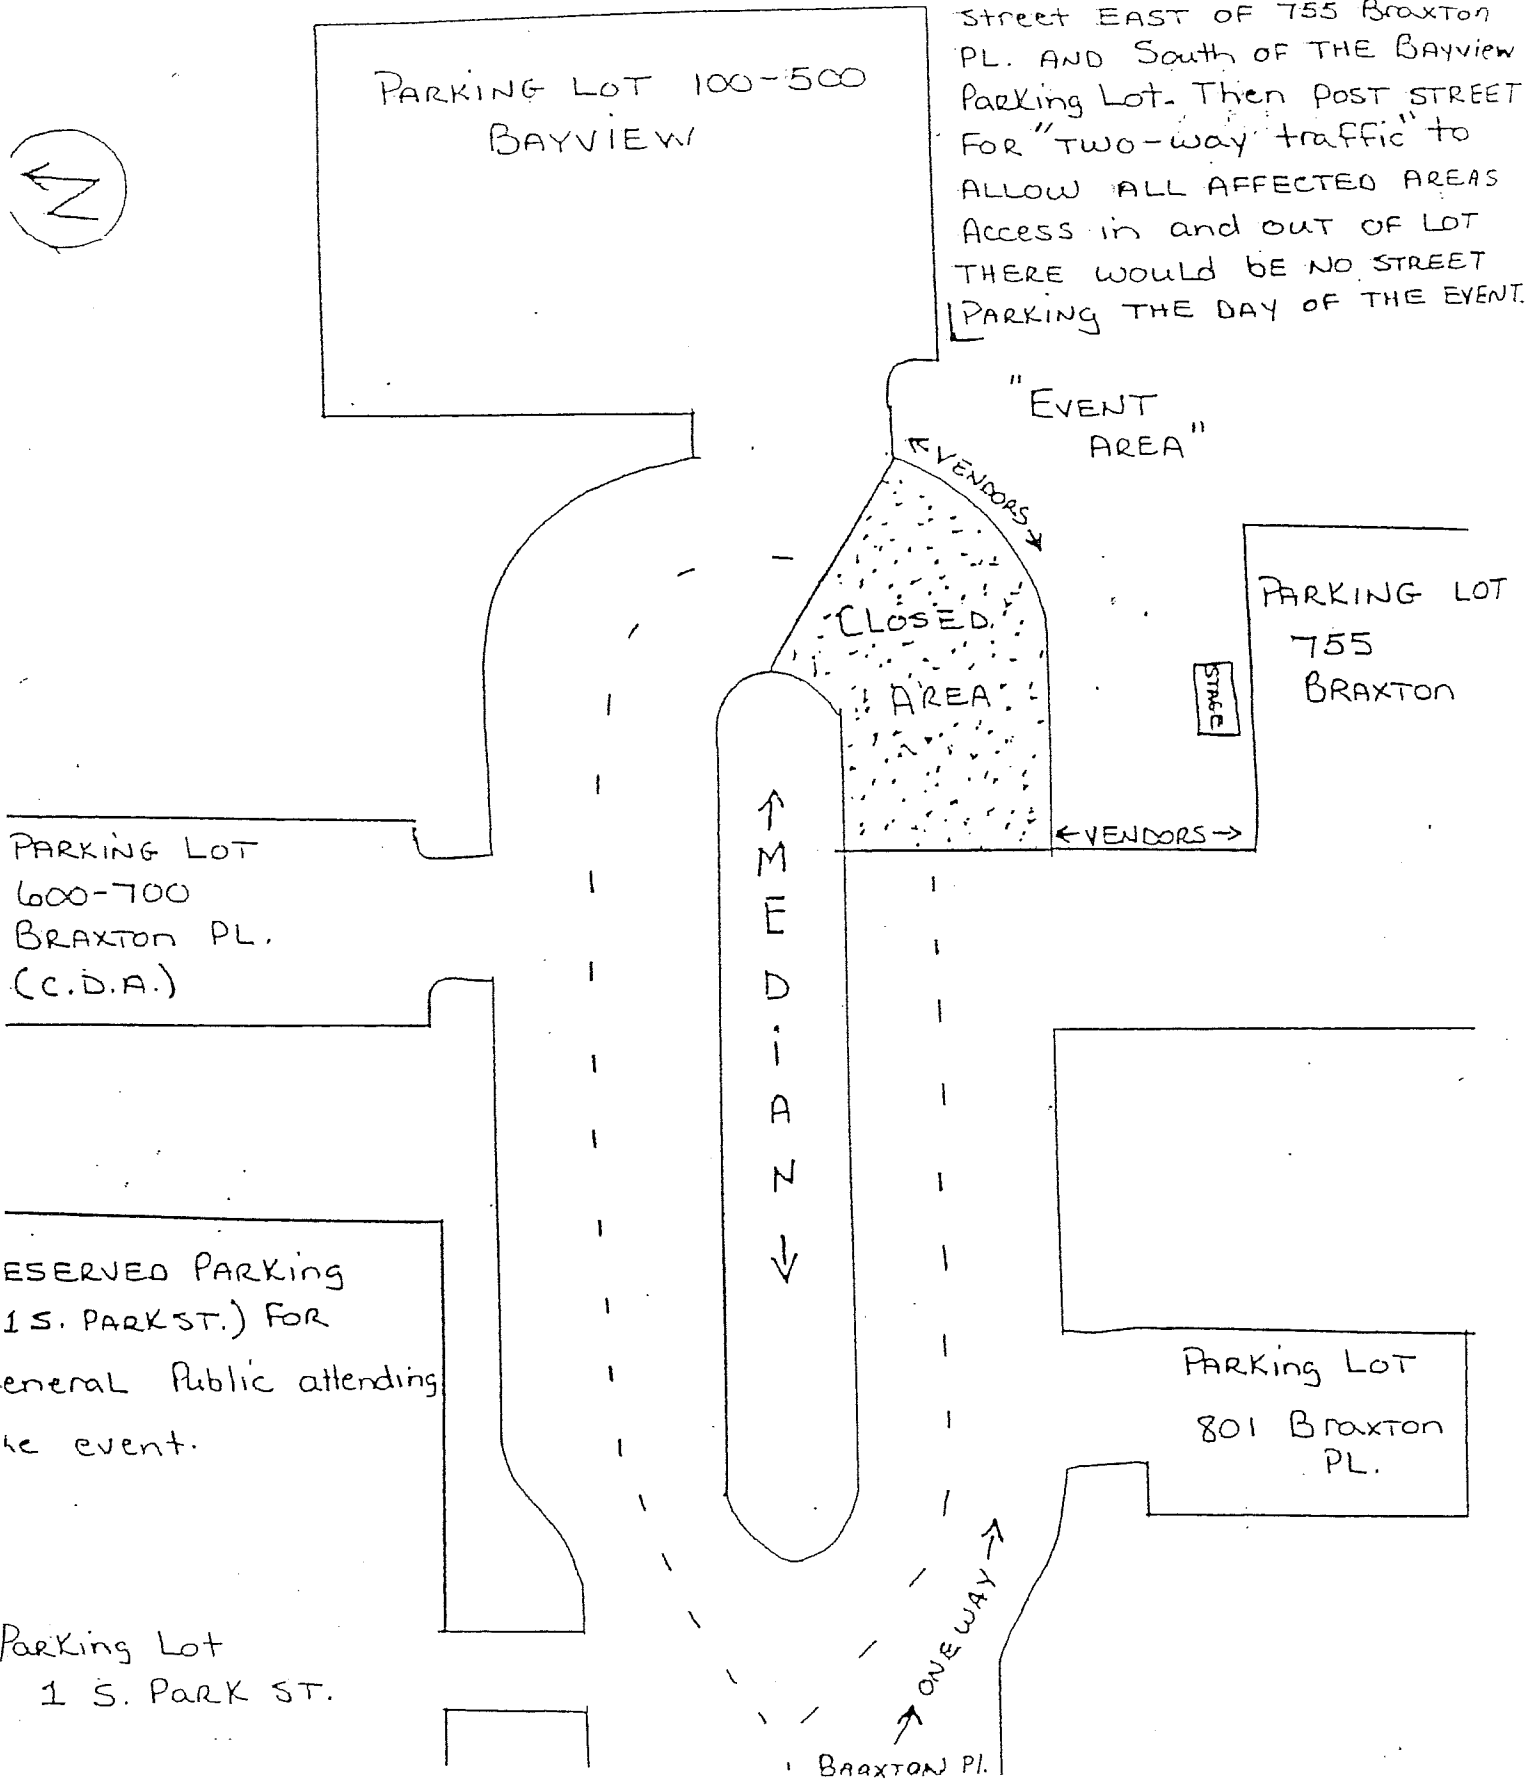 Street EAST OF 755 Braxton
PL. AND South OF THE Bayview
Parking Lot. Then POST STREET
FOR "TWO-way traffic" to
ALLOW ALL AFFECTED AREAS
Access in and OUT OF LOT
THERE WOULD BE NO STREET
PARKING THE DAY OF THE EVENT.
PARKING LOT 100-500
BAYVIEW
N
"EVENT
AREA"
←VENDORS→
CLOSED
AREA
PARKING LOT
755
BRAXTON
STAGE
←VENDORS→
PARKING LOT
600-700
BRAXTON PL.
(C.D.A.)
←MEDiAN→
ESERVED PARKing
1 S. PARK ST.) FOR
eneral Public attending
he event.
Parking Lot
801 Braxton
PL.
Parking Lot
1 S. Park ST.
→ ONE WAY →
BRAXTON Pl.